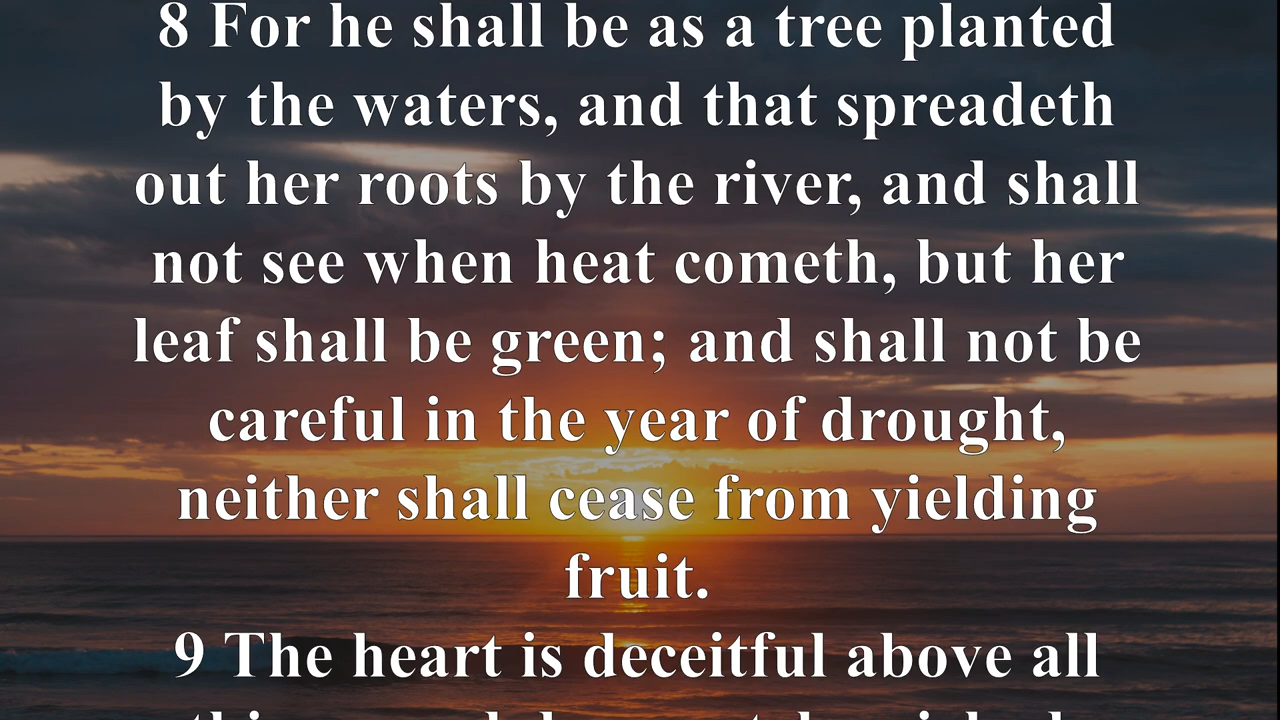 8 For he shall be as a tree planted
by the waters, and that spreadeth
out her roots by the river, and shall
not see when heat cometh, but her
leaf shall be green; and shall not be
careful in the year of drought,
neither shall cease from yielding
fruit.
9 The heart is deceitful above all